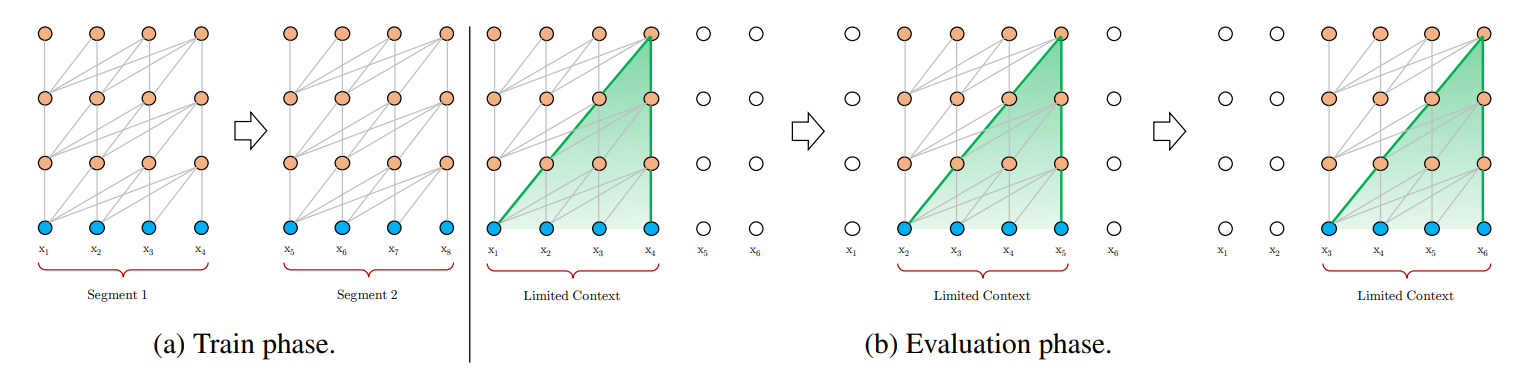 x₁ x₂ x₃ x₄ x₅ x₆ x₇ x₈ x₁ x₂ x₃ x₄ x₅ x₆ x₁ x₂ x₃ x₄ x₅ x₆ x₁ x₂ x₃ x₄ x₅ x₆
Segment 1 Segment 2 Limited Context Limited Context Limited Context
(a) Train phase. (b) Evaluation phase.